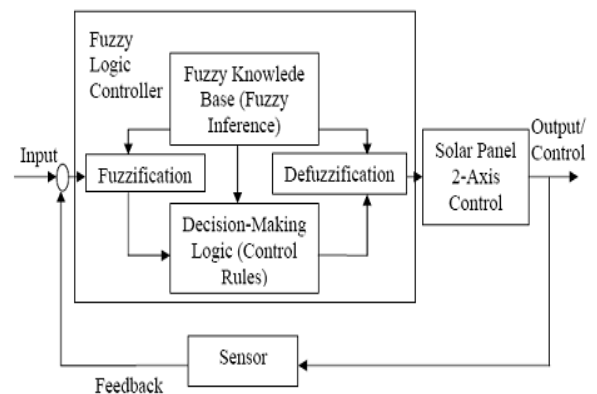 Fuzzy
Logic
Controller
Fuzzy Knowlede
Base (Fuzzy
Inference)
Input
Fuzzification
Defuzzification
Decision-Making
Logic (Control
Rules)
Solar Panel
2-Axis
Control
Output/
Control
Sensor
Feedback